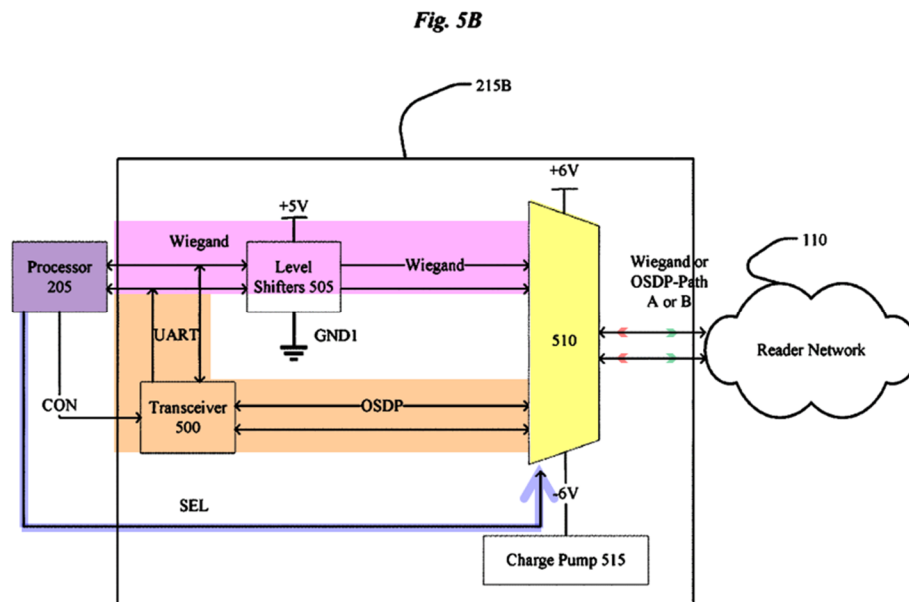 Fig. 5B
215B
+6V
+5V
110
Wiegand
Wiegand or
OSDP-Path
A or B
Processor
205
Level
Shifters 505
Wiegand
510
Reader Network
UART
GND1
CON
Transceiver
500
OSDP
SEL
-6V
Charge Pump 515